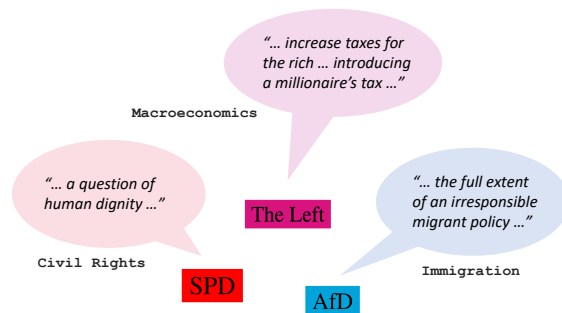 “… increase taxes for
the rich … introducing
a millionaire’s tax …”
Macroeconomics
“… a question of
human dignity …”
“… the full extent
of an irresponsible
migrant policy …”
The Left
Civil Rights
Immigration
SPD
AfD